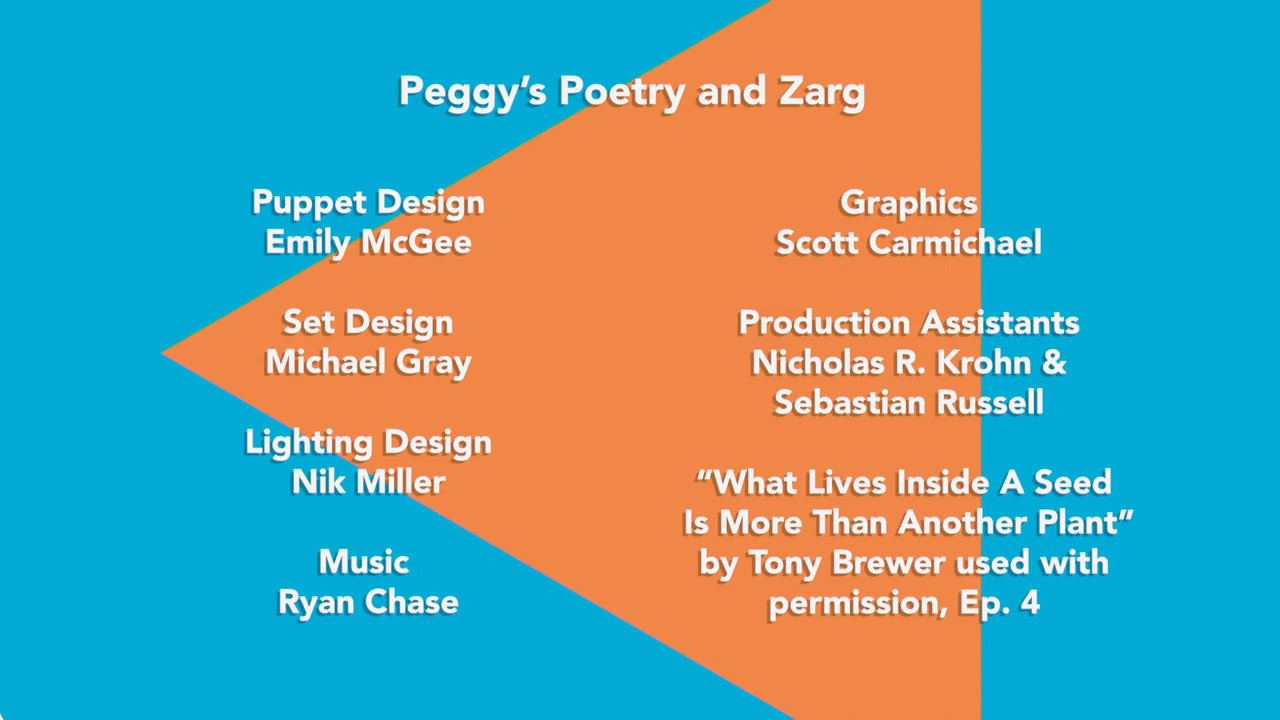 Peggy’s Poetry and Zarg
Puppet Design
Emily McGee
Set Design
Michael Gray
Lighting Design
Nik Miller
Music
Ryan Chase
Graphics
Scott Carmichael
Production Assistants
Nicholas R. Krohn &
Sebastian Russell
“What Lives Inside A Seed
Is More Than Another Plant”
by Tony Brewer used with
permission, Ep. 4